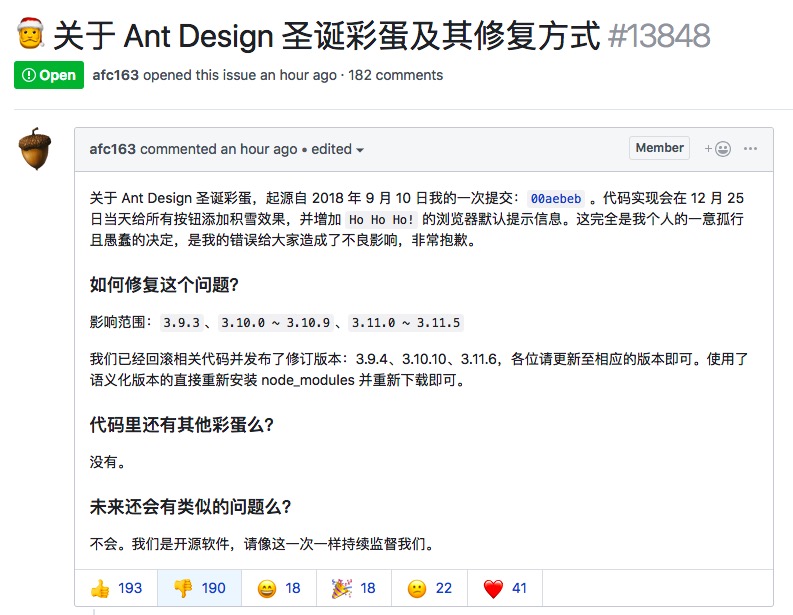 关于 Ant Design 圣诞彩蛋及其修复方式 #13848
Open afc163 opened this issue an hour ago · 182 comments
afc163 commented an hour ago • edited Member
关于 Ant Design 圣诞彩蛋，起源自 2018 年 9 月 10 日我的一次提交： 00aebeb 。代码实现会在 12 月 25
日当天给所有按钮添加积雪效果，并增加 Ho Ho Ho! 的浏览器默认提示信息。这完全是我个人的一意孤行
且愚蠢的决定，是我的错误给大家造成了不良影响，非常抱歉。
如何修复这个问题?
影响范围： 3.9.3 、 3.10.0 ~ 3.10.9 、 3.11.0 ~ 3.11.5
我们已经回滚相关代码并发布了修订版本：3.9.4、3.10.10、3.11.6，各位请更新至相应的版本即可。使用了
语义化版本的直接重新安装 node_modules 并重新下载即可。
代码里还有其他彩蛋么?
没有。
未来还会有类似的问题么?
不会。我们是开源软件，请像这一次一样持续监督我们。
193 190 18 18 22 41